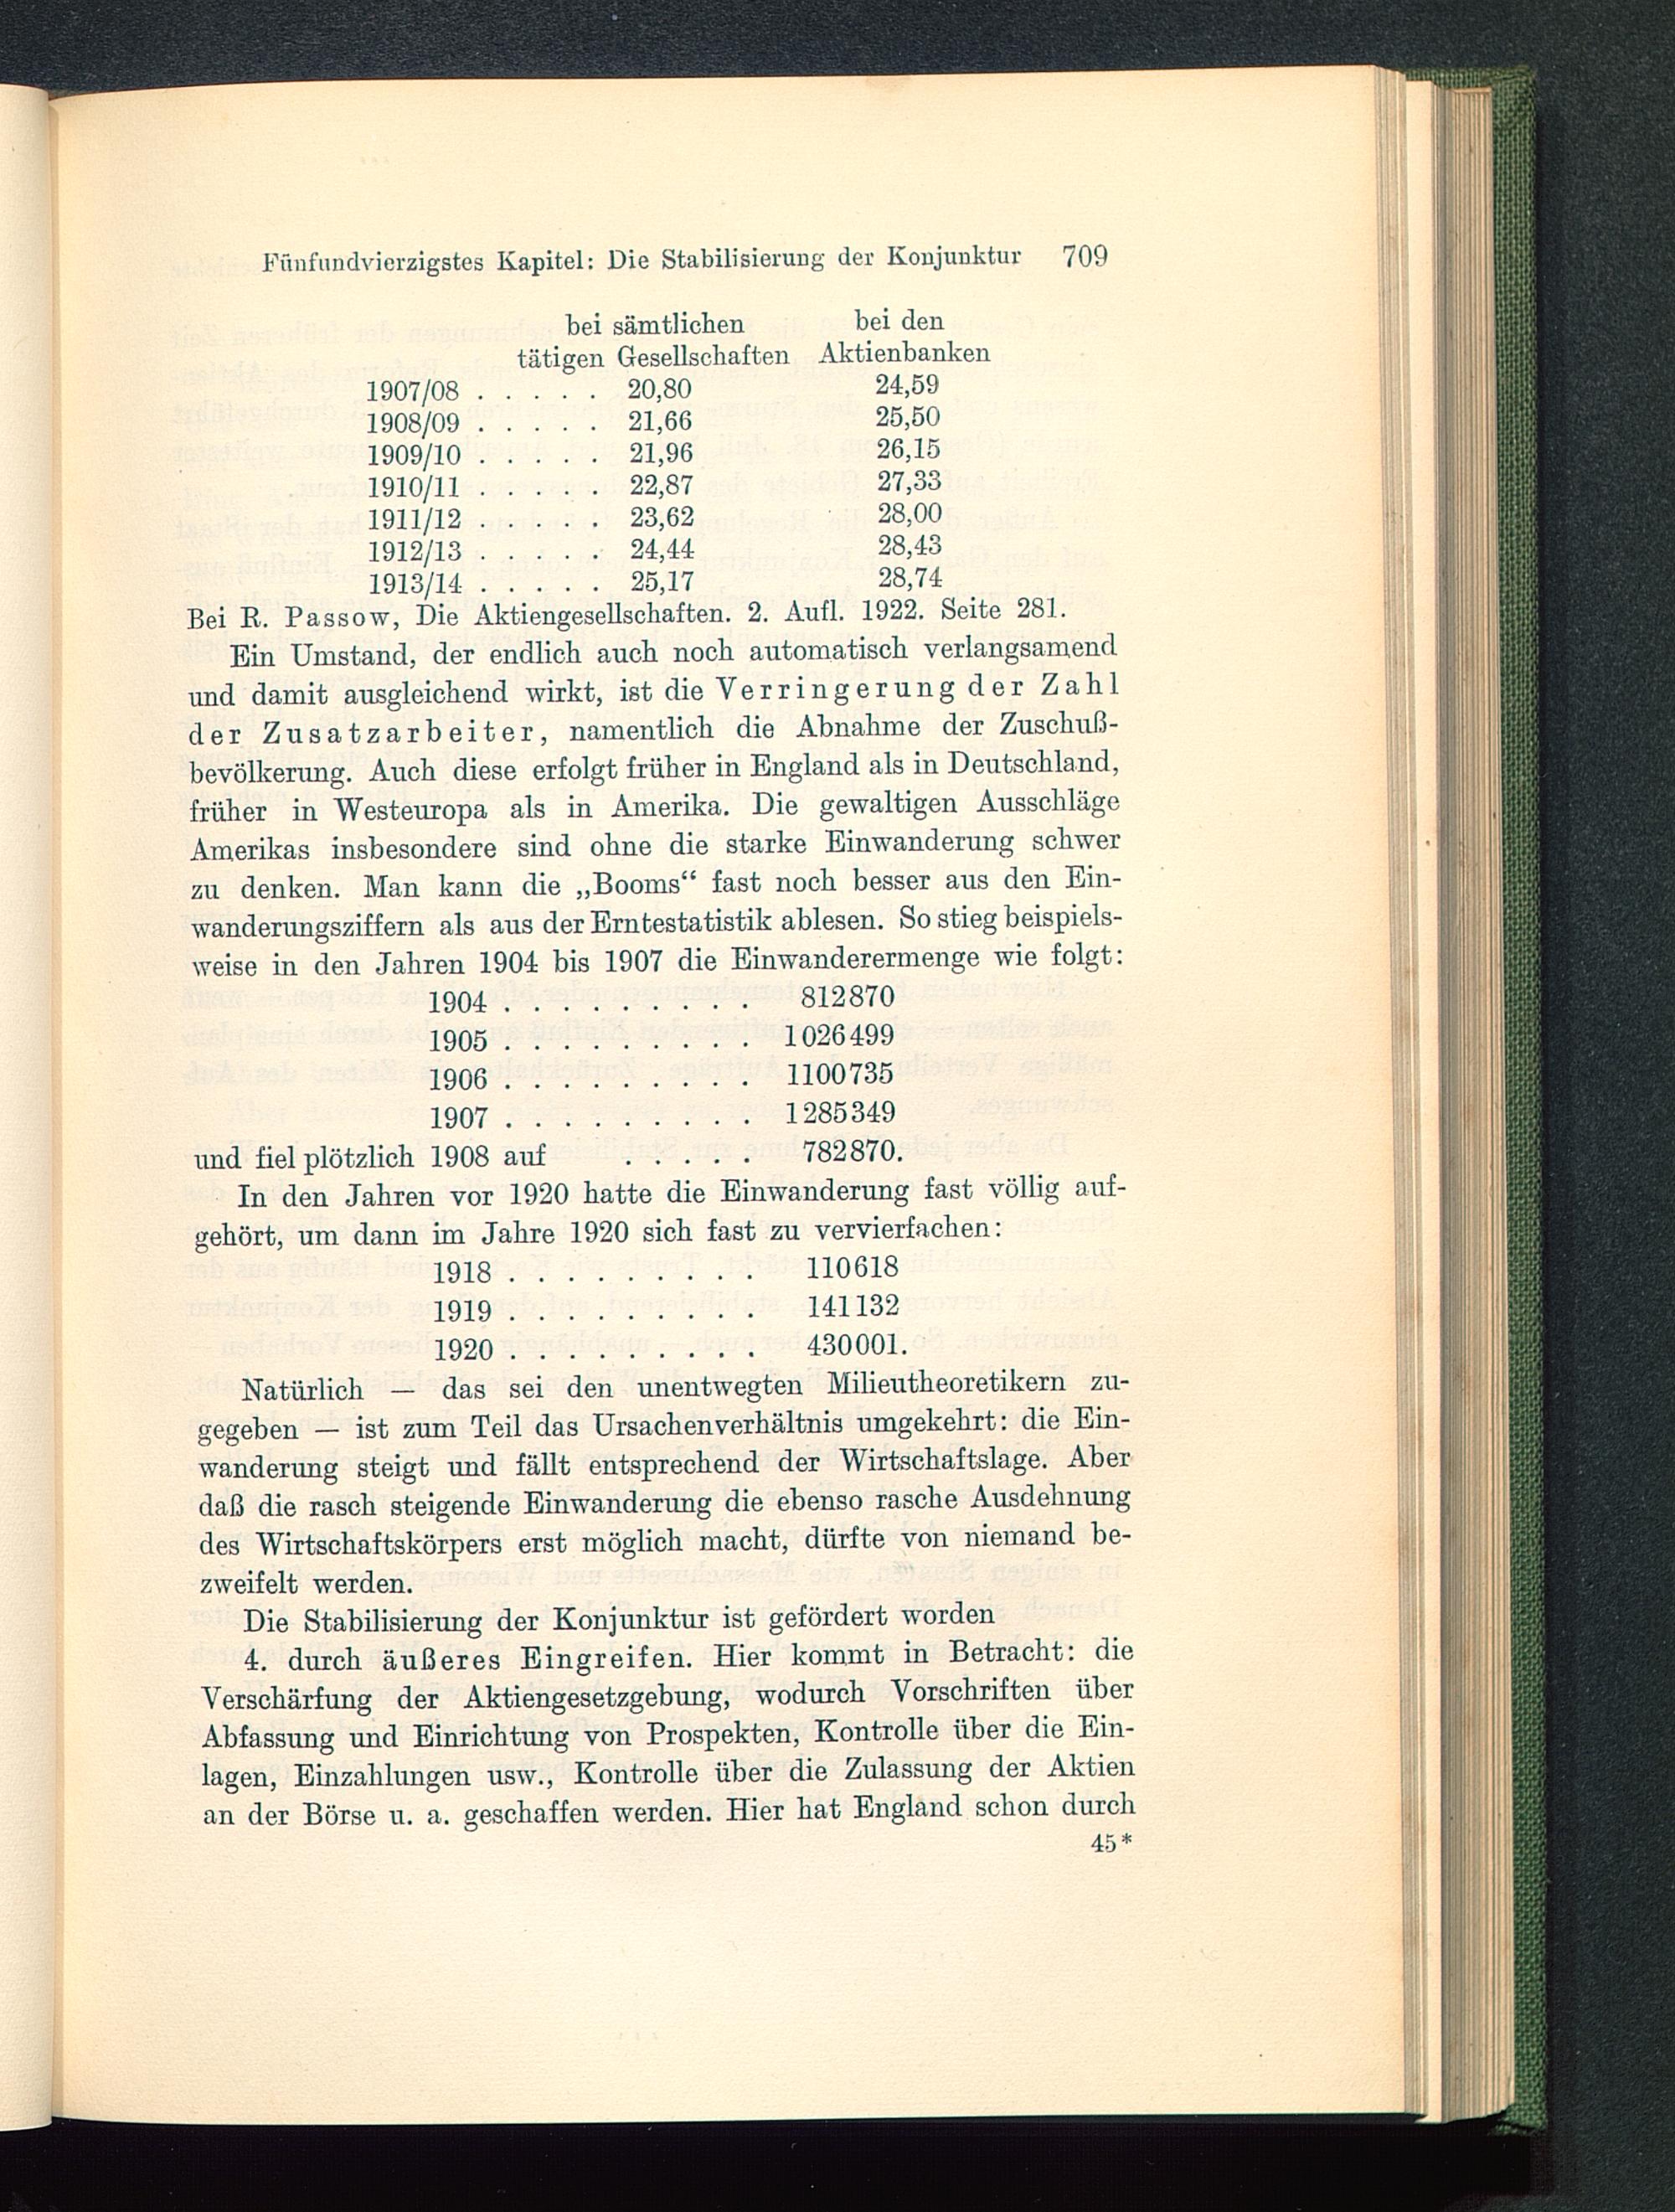 Fünfundvierzigstes Kapitel: Die Stabilisierung der Konjunktur 709
bei sämtlichen bei den
tätigen Gesellschaften Aktienbanken
1907/08 . . . . . 20,80 24,59
1908/09 . . . . . 21,66 25,50
1909/10 . . . . . 21,96 26,15
1910/11 . . . . . 22,87 27,33
1911/12 . . . . . 23,62 28,00
1912/13 . . . . . 24,44 28,43
1913/14 . . . . . 25,17 28,74
Bei R. Passow, Die Aktiengesellschaften. 2. Aufl. 1922. Seite 281.
Ein Umstand, der endlich auch noch automatisch verlangsamend
und damit ausgleichend wirkt, ist die Verringerung der Zahl
der Zusatzarbeiter, namentlich die Abnahme der Zuschuß-
bevölkerung. Auch diese erfolgt früher in England als in Deutschland,
früher in Westeuropa als in Amerika. Die gewaltigen Ausschläge
Amerikas insbesondere sind ohne die starke Einwanderung schwer
zu denken. Man kann die „Booms“ fast noch besser aus den Ein-
wanderungsziffern als aus der Erntestatistik ablesen. So stieg beispiels-
weise in den Jahren 1904 bis 1907 die Einwanderermenge wie folgt:
1904 . . . . . . . . . . 812870
1905 . . . . . . . . . . 1026499
1906 . . . . . . . . . . 1100735
1907 . . . . . . . . . . 1285349
und fiel plötzlich 1908 auf . . . . . 782870.
In den Jahren vor 1920 hatte die Einwanderung fast völlig auf-
gehört, um dann im Jahre 1920 sich fast zu vervierfachen:
1918 . . . . . . . . . . 110618
1919 . . . . . . . . . . 141132
1920 . . . . . . . . . . 430001.
Natürlich — das sei den unentwegten Milieutheoretikern zu-
gegeben — ist zum Teil das Ursachenverhältnis umgekehrt: die Ein-
wanderung steigt und fällt entsprechend der Wirtschaftslage. Aber
daß die rasch steigende Einwanderung die ebenso rasche Ausdehnung
des Wirtschaftskörpers erst möglich macht, dürfte von niemand be-
zweifelt werden.
Die Stabilisierung der Konjunktur ist gefördert worden
4. durch äußeres Eingreifen. Hier kommt in Betracht: die
Verschärfung der Aktiengesetzgebung, wodurch Vorschriften über
Abfassung und Einrichtung von Prospekten, Kontrolle über die Ein-
lagen, Einzahlungen usw., Kontrolle über die Zulassung der Aktien
an der Börse u. a. geschaffen werden. Hier hat England schon durch
45*